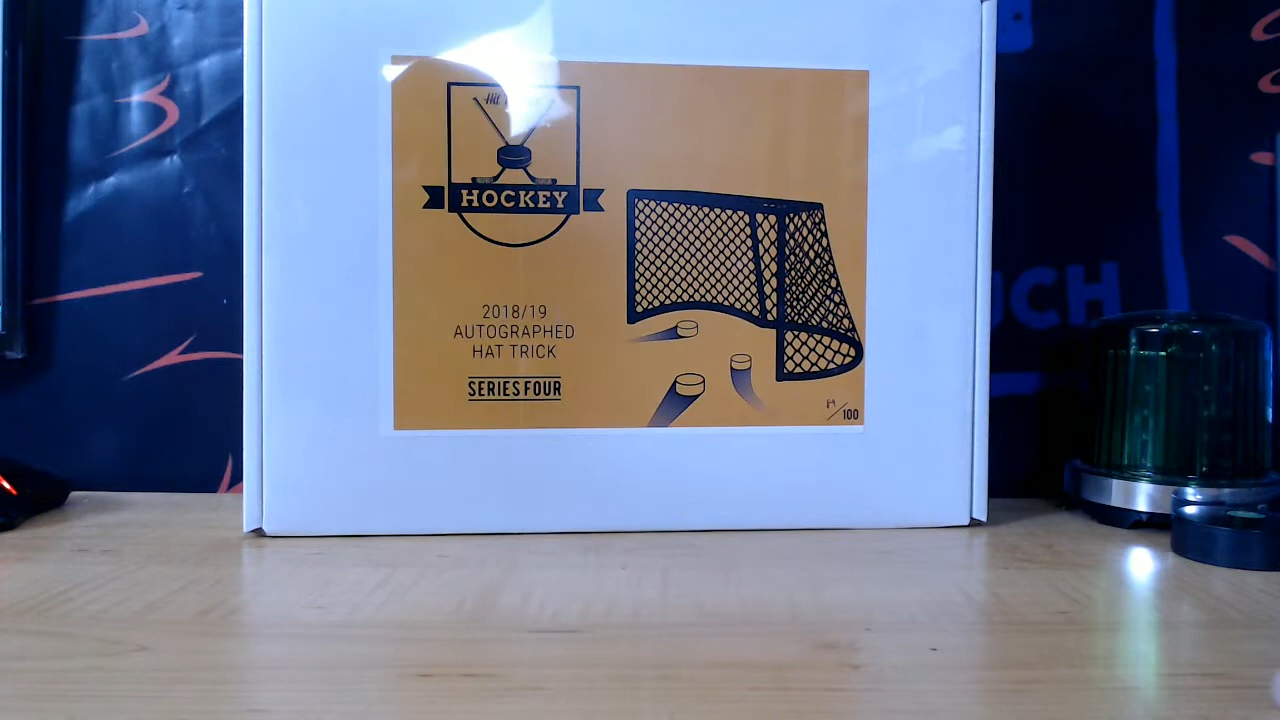 HOCKEY
2018/19
AUTOGRAPHED
HAT TRICK
SERIES FOUR
/100